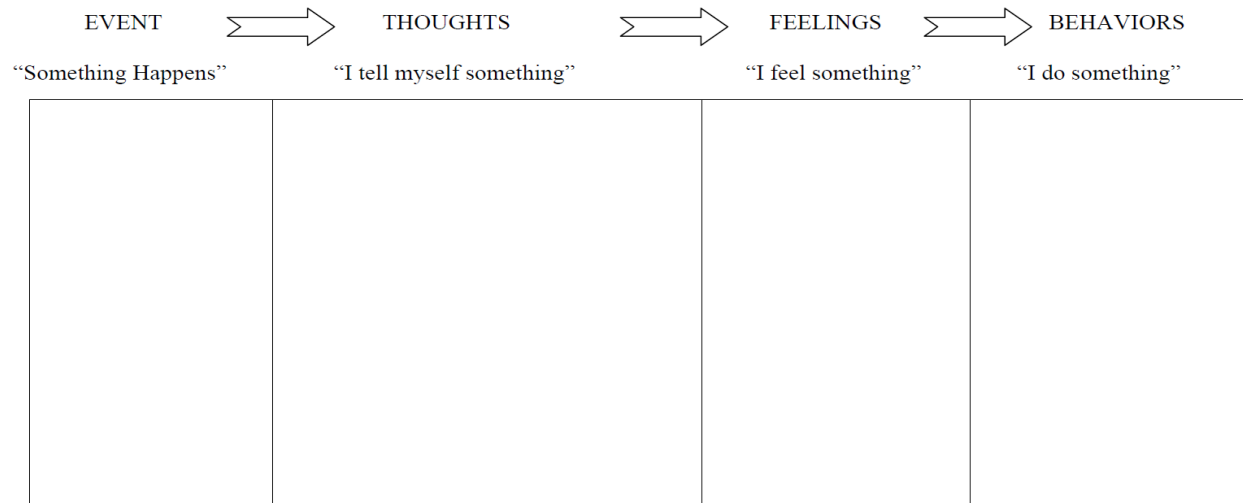 EVENT THOUGHTS FEELINGS BEHAVIORS
“Something Happens” “I tell myself something” “I feel something” “I do something”